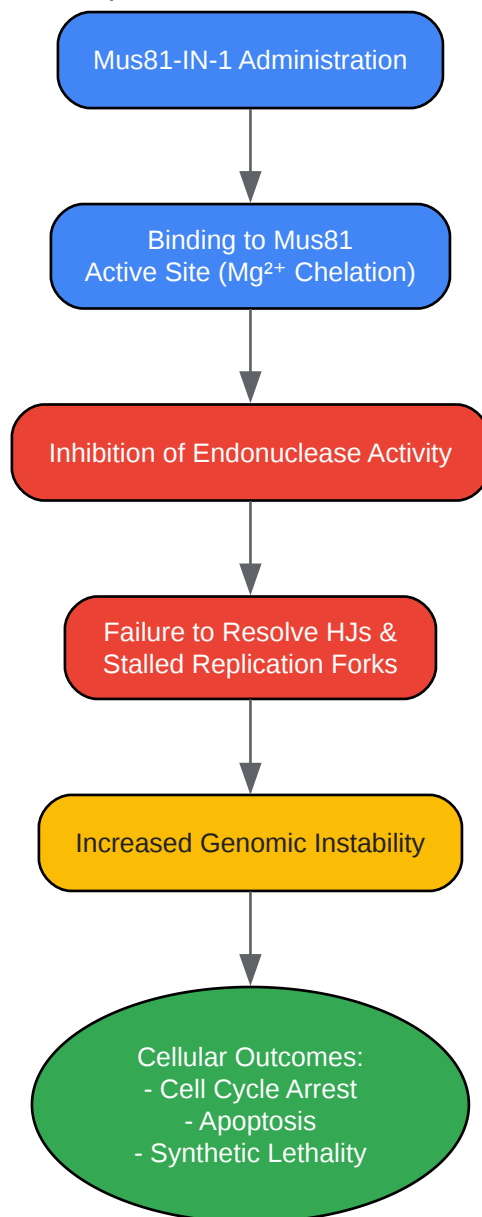 Mus81-IN-1 Administration
Binding to Mus81
Active Site (Mg²⁺ Chelation)
Inhibition of Endonuclease Activity
Failure to Resolve HJs &
Stalled Replication Forks
Increased Genomic Instability
Cellular Outcomes:
- Cell Cycle Arrest
- Apoptosis
- Synthetic Lethality